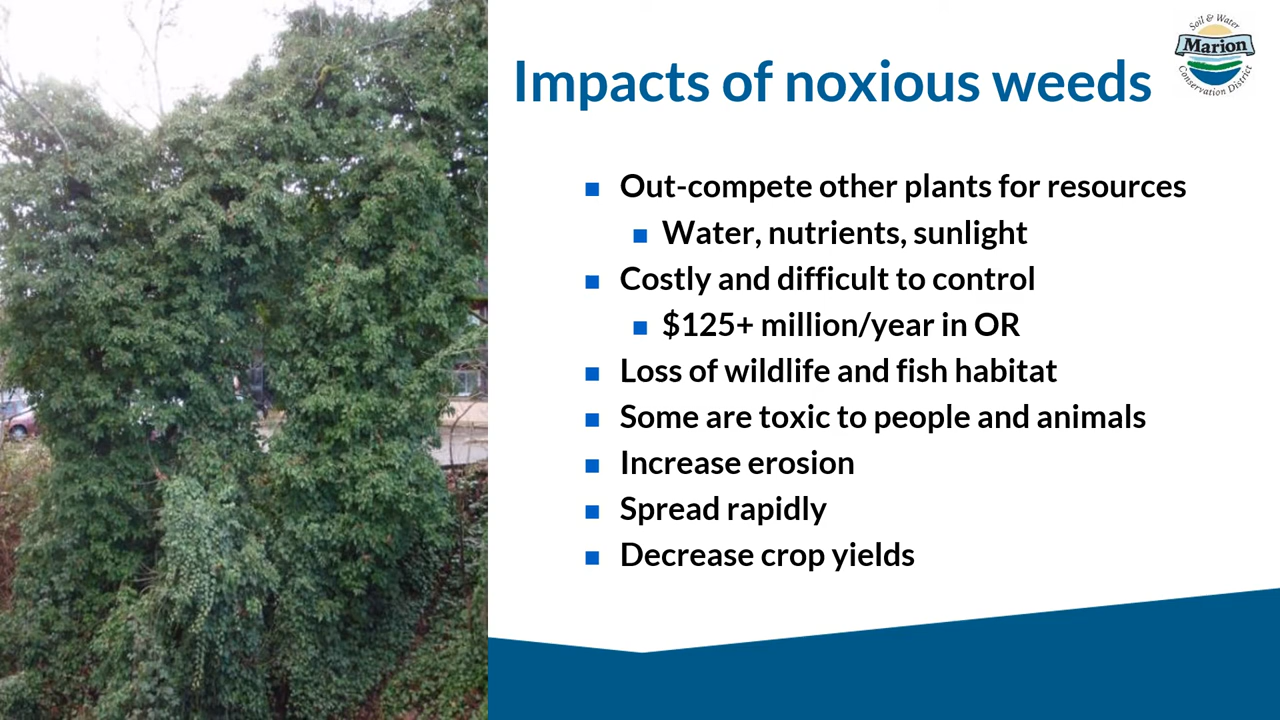 Impacts of noxious weeds
Soil & Water
Marion
Conservation District
Out-compete other plants for resources
Water, nutrients, sunlight
Costly and difficult to control
$125+ million/year in OR
Loss of wildlife and fish habitat
Some are toxic to people and animals
Increase erosion
Spread rapidly
Decrease crop yields